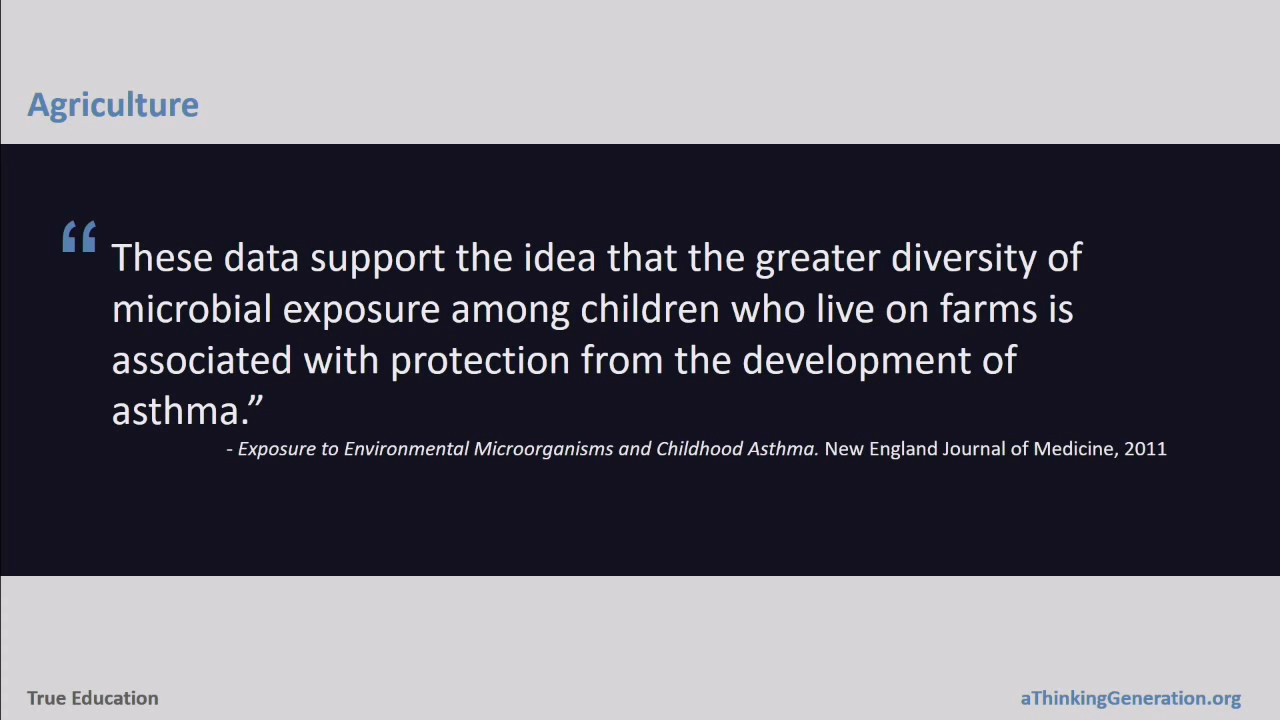 Agriculture
“ These data support the idea that the greater diversity of
microbial exposure among children who live on farms is
associated with protection from the development of
asthma.”
- Exposure to Environmental Microorganisms and Childhood Asthma. New England Journal of Medicine, 2011
True Education
aThinkingGeneration.org